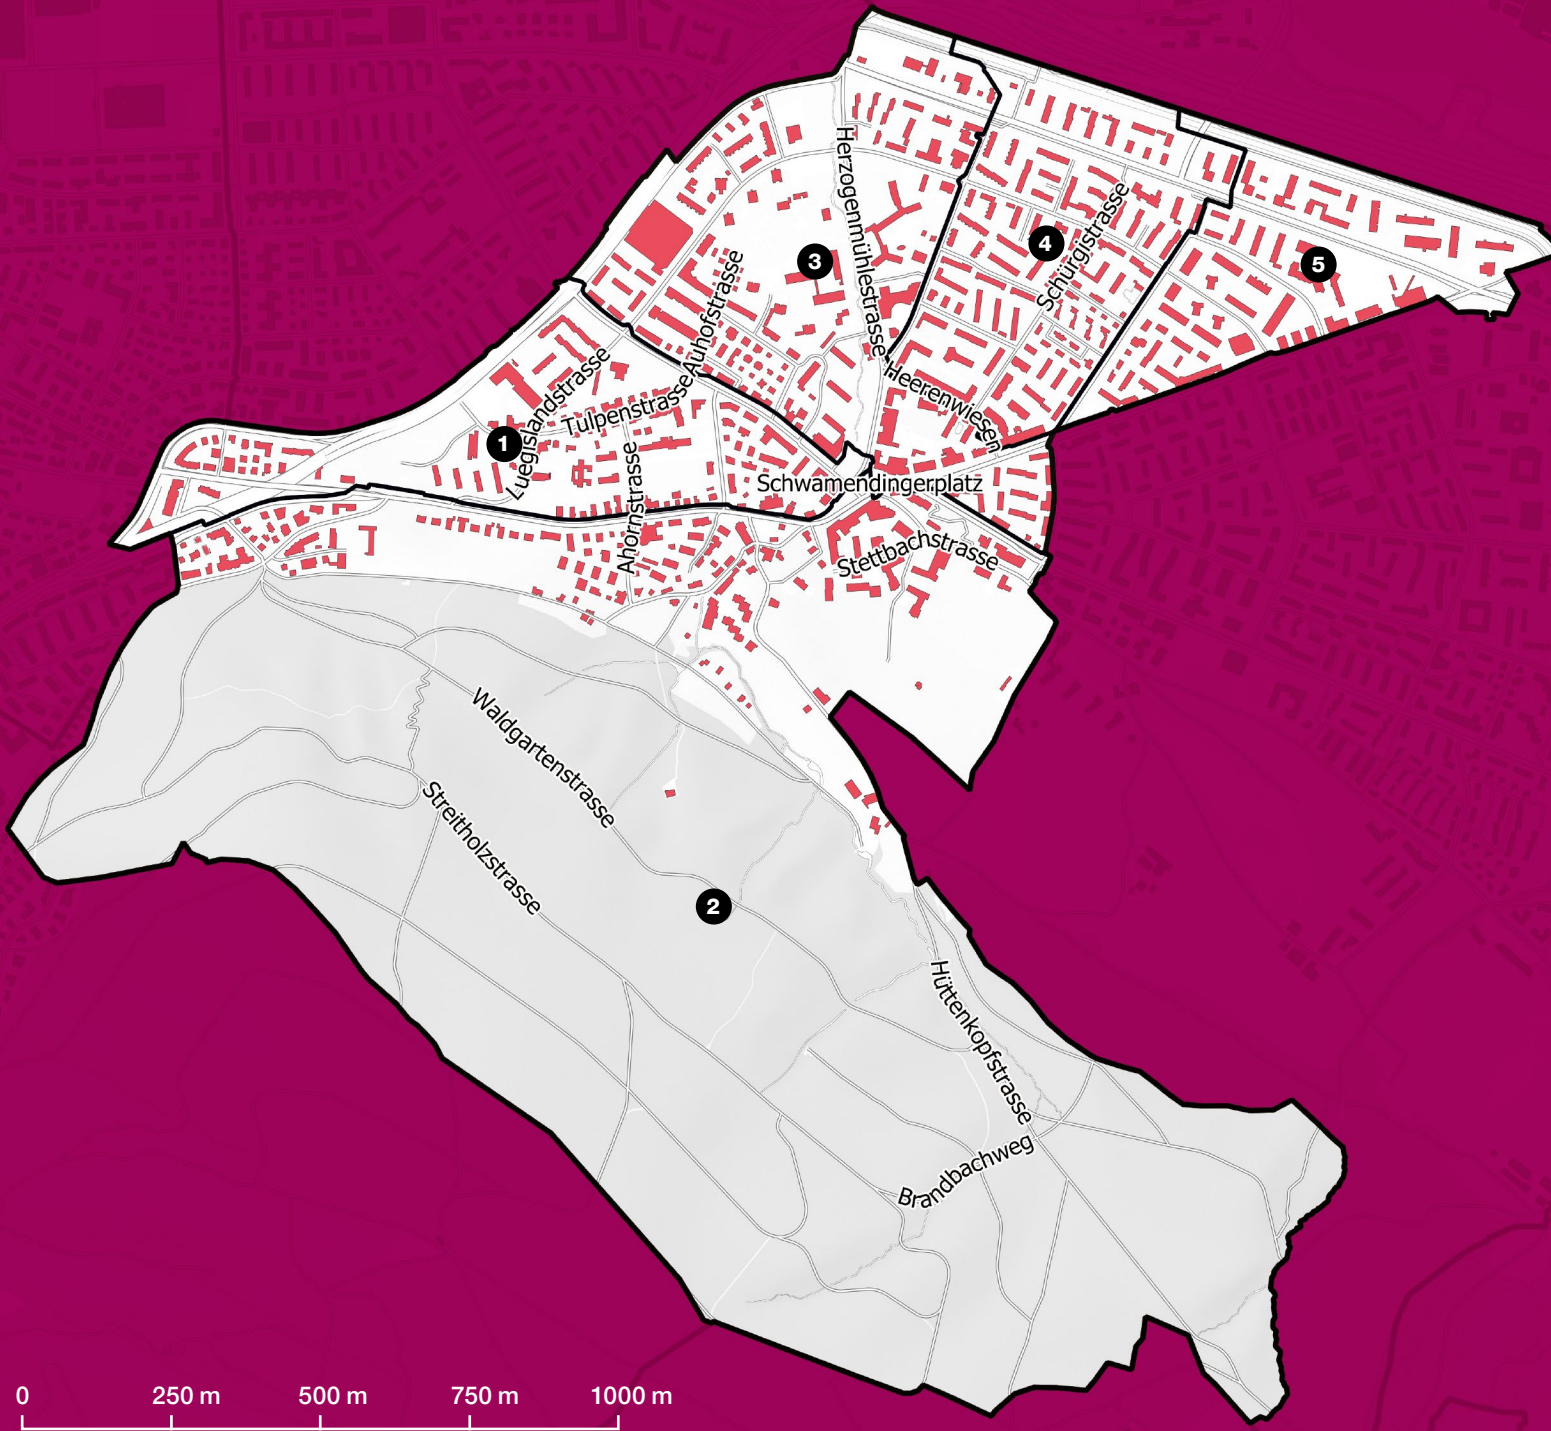 Herzogenmühlestrasse
Schürgistrasse
4
3
5
Auhofstrasse
Heerenwiesen
Luegislandstrasse
Tulpenstrasse
1
Ahornstrasse
Schwamendingerplatz
Stettbachstrasse
Waldgartenstrasse
Streitholzstrasse
2
Hüttenkopfstrasse
Brandbachweg
0 250 m 500 m 750 m 1000 m